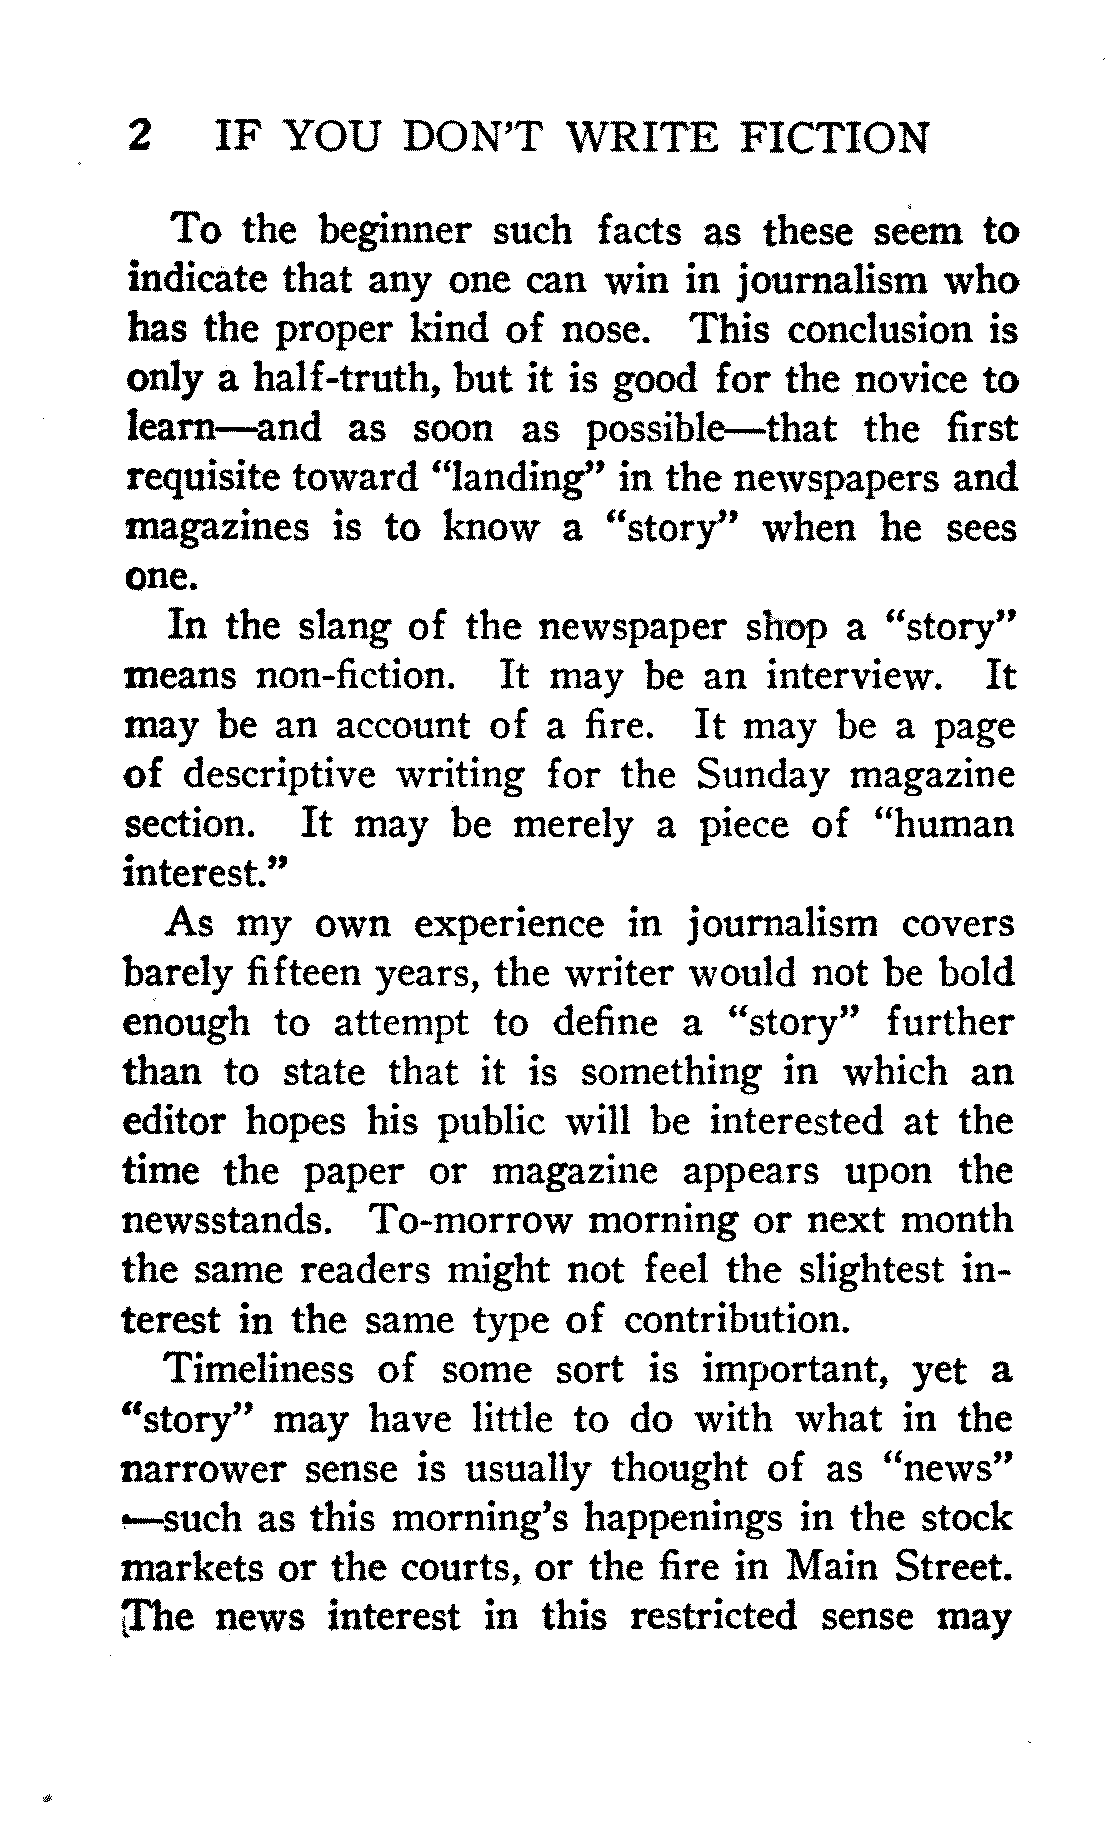 2 IF YOU DON'T WRITE FICTION
To the beginner such facts as these seem to
indicate that any one can win in journalism who
has the proper kind of nose. This conclusion is
only a half-truth, but it is good for the novice to
learn—and as soon as possible—that the first
requisite toward "landing" in the newspapers and
magazines is to know a "story" when he sees
one.
In the slang of the newspaper shop a "story"
means non-fiction. It may be an interview. It
may be an account of a fire. It may be a page
of descriptive writing for the Sunday magazine
section. It may be merely a piece of "human
interest."
As my own experience in journalism covers
barely fifteen years, the writer would not be bold
enough to attempt to define a "story" further
than to state that it is something in which an
editor hopes his public will be interested at the
time the paper or magazine appears upon the
newsstands. To-morrow morning or next month
the same readers might not feel the slightest in-
terest in the same type of contribution.
Timeliness of some sort is important, yet a
"story" may have little to do with what in the
narrower sense is usually thought of as "news"
—such as this morning's happenings in the stock
markets or the courts, or the fire in Main Street.
The news interest in this restricted sense may